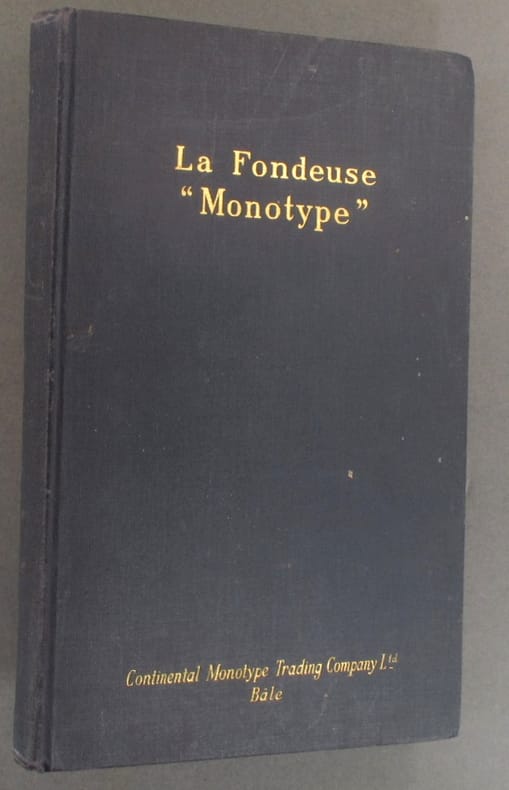 La Fondeuse
“Monotype”
Continental Monotype Trading Company Ltd
Bâle